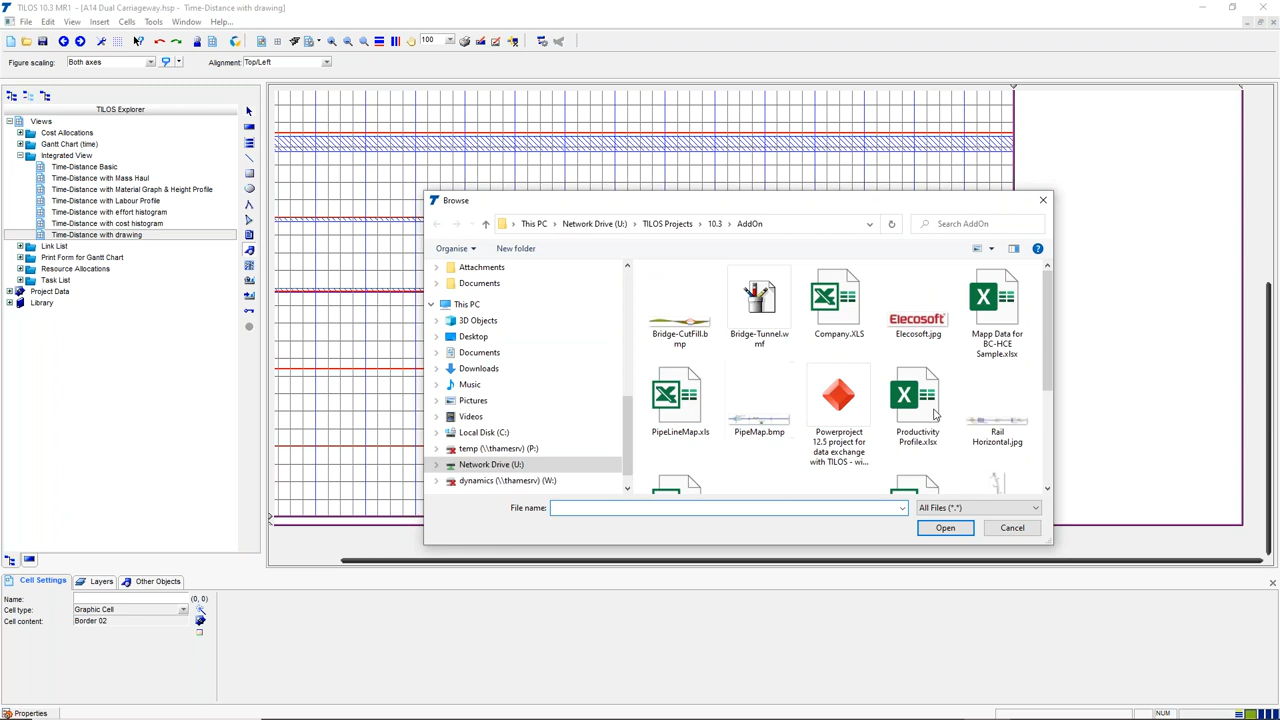 TILOS 10.3 MR1 - [A14 Dual Carriageway.hsp - Time-Distance with drawing]
File Edit View Insert Cells Tools Window Help...
100
Figure scaling: Both axes Alignment: Top/Left
TILOS Explorer
Views
Cost Allocations
Gantt Chart (time)
Integrated View
Time-Distance Basic
Time-Distance with Mass Haul
Time-Distance with Material Graph & Height Profile
Time-Distance with Labour Profile
Time-Distance with effort histogram
Time-Distance with cost histogram
Time-Distance with drawing
Link List
Print Form for Gantt Chart
Resource Allocations
Task List
Project Data
Library
Browse
This PC > Network Drive (U:) > TILOS Projects > 10.3 > AddOn
Search AddOn
Organise New folder
Attachments
Documents
This PC
3D Objects
Desktop
Documents
Downloads
Music
Pictures
Videos
Local Disk (C:)
temp (\\thamesrv) (P:)
Network Drive (U:)
dynamics (\\thamesrv) (W:)
Bridge-CutFill.b
mp
Bridge-Tunnel.w
mf
Company.XLS
Elecosoft
Elecosoft.jpg
Mapp Data for
BC-HCE
Sample.xlsx
PipeLineMap.xls
PipeMap.bmp
Powerproject
12.5 project for
data exchange
with TILOS - wi...
Productivity
Profile.xlsx
Rail
Horizontal.jpg
File name:
All Files (*.*)
Open Cancel
Cell Settings Layers Other Objects
Name: (0, 0)
Cell type: Graphic Cell
Cell content: Border 02
Properties
NUM